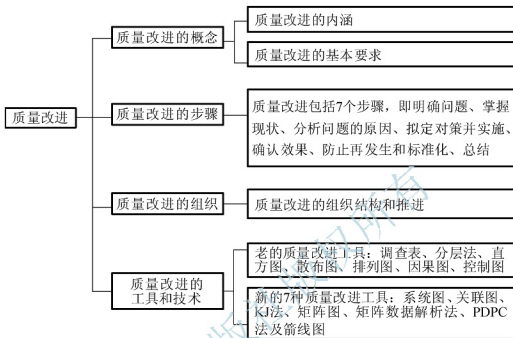 质量改进
质量改进的概念
质量改进的内涵
质量改进的基本要求
质量改进的步骤
质量改进包括7个步骤，即明确问题、掌握
现状、分析问题的原因、拟定对策并实施、
确认效果、防止再发生和标准化、总结
质量改进的组织
质量改进的组织结构和推进
质量改进的
工具和技术
老的质量改进工具：调查表、分层法、直
方图、散布图、排列图、因果图、控制图
新的7种质量改进工具：系统图、关联图、
KJ法、矩阵图、矩阵数据解析法、PDPC
法及箭线图
版权所有